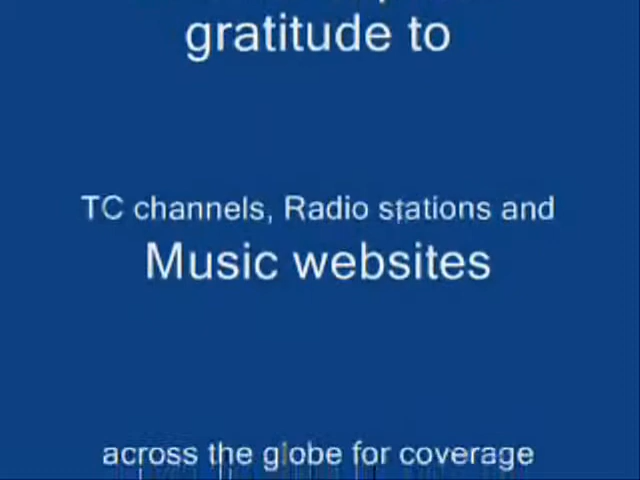 gratitude to
TC channels, Radio stations and
Music websites
across the globe for coverage